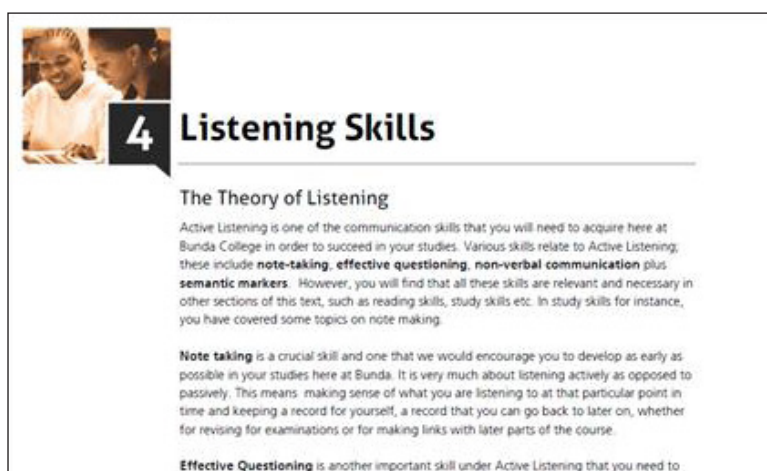 4
Listening Skills
The Theory of Listening
Active Listening is one of the communication skills that you will need to acquire here at
Bunda College in order to succeed in your studies. Various skills relate to Active Listening;
these include note-taking, effective questioning, non-verbal communication plus
semantic markers. However, you will find that all these skills are relevant and necessary in
other sections of this text, such as reading skills, study skills etc. In study skills for instance,
you have covered some topics on note making.
Note taking is a crucial skill and one that we would encourage you to develop as early as
possible in your studies here at Bunda. It is very much about listening actively as opposed to
passively. This means making sense of what you are listening to at that particular point in
time and keeping a record for yourself, a record that you can go back to later on, whether
for revising for examinations or for making links with later parts of the course.
Effective Questioning is another important skill under Active Listening that you need to